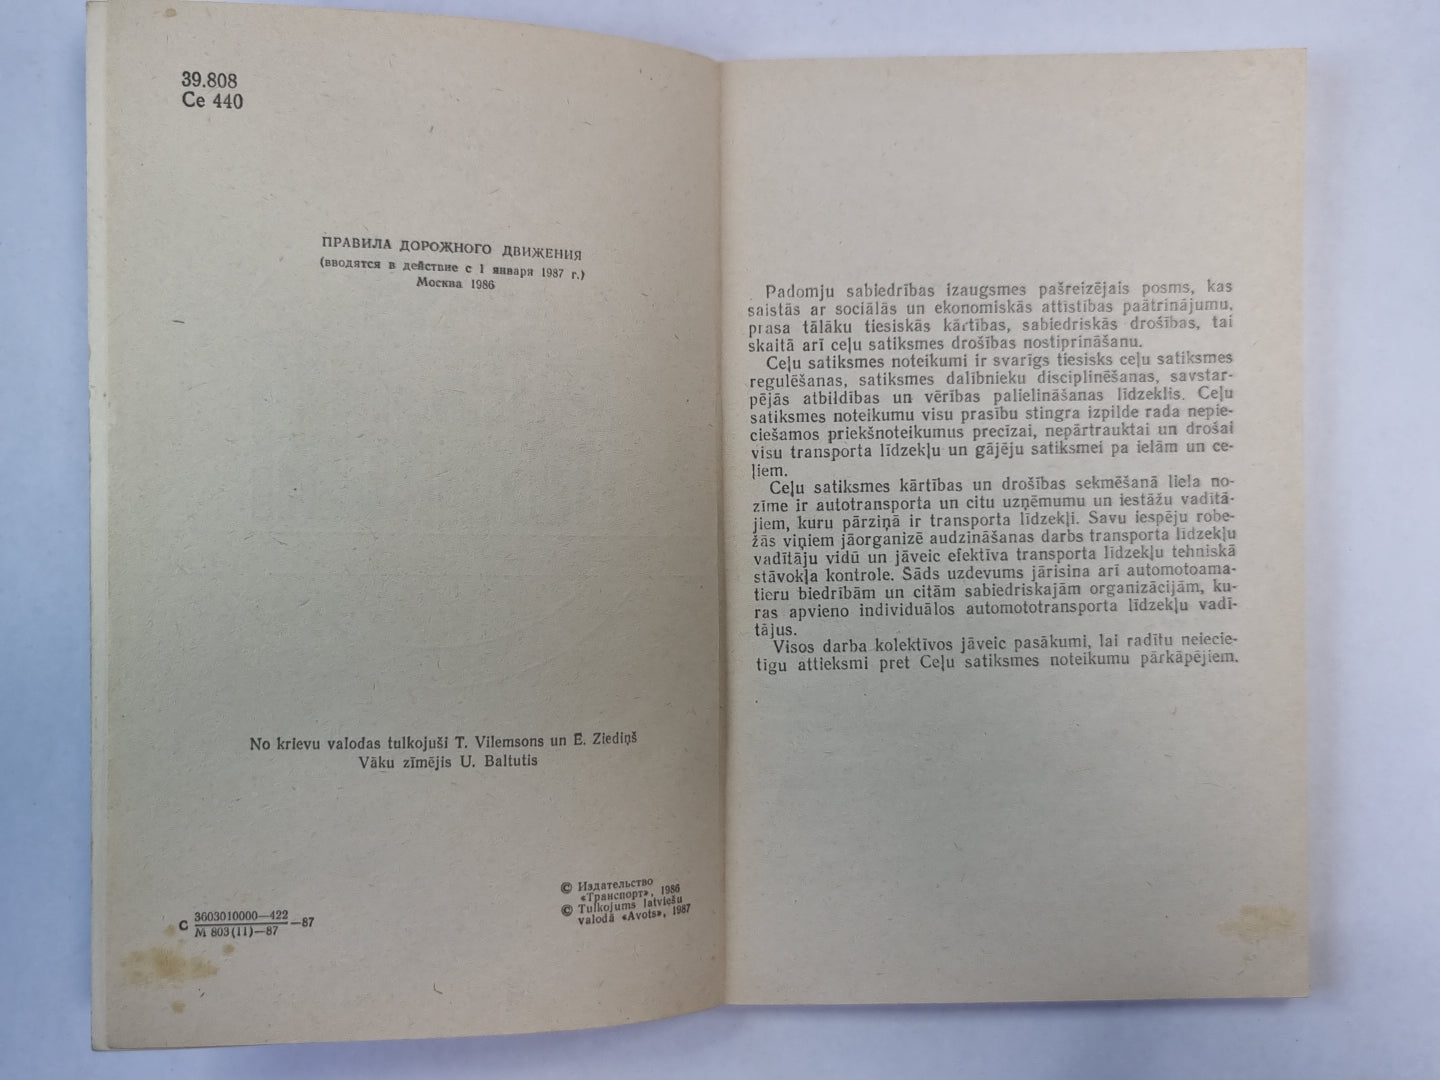 39.808
Ce 440
ПРАВИЛА ДОРОЖНОГО ДВИЖЕНИЯ
(вводятся в действие с 1 января 1987 г.)
Москва 1986
No krievu valodas tulkojuši T. Vilemsons un E. Ziediņš
Vāku zīmējis U. Baltutis
С 3603010000—422
М 803(11)—87 —87
© Издательство
«Транспорт», 1986
© Tulkojums latviešu
valodā «Avots», 1987
Padomju sabiedrības izaugsmes pašreizējais posms, kas
saistās ar sociālās un ekonomiskās attīstības paātrinājumu,
prasa tālāku tiesiskās kārtības, sabiedriskās drošības, tai
skaitā arī ceļu satiksmes drošības nostiprināšanu.
Ceļu satiksmes noteikumi ir svarīgs tiesisks ceļu satiksmes
regulēšanas, satiksmes dalībnieku disciplinēšanas, savstar-
pējās atbildības un vērības palielināšanas līdzeklis. Ceļu
satiksmes noteikumu visu prasību stingra izpilde rada nepie-
ciešamos priekšnoteikumus precīzai, nepārtrauktai un drošai
visu transporta līdzekļu un gājēju satiksmei pa ielām un ce-
ļiem.
Ceļu satiksmes kārtības un drošības sekmēšanā liela no-
zīme ir autotransporta un citu uzņēmumu un iestāžu vadītā-
jiem, kuru pārziņā ir transporta līdzekļi. Savu iespēju robe-
žās viņiem jāorganizē audzināšanas darbs transporta līdzekļu
vadītāju vidū un jāveic efektīva transporta līdzekļu tehniskā
stāvokļa kontrole. Šāds uzdevums jārisina arī automotoama-
tieru biedrībām un citām sabiedriskajām organizācijām, ku-
ras apvieno individuālos automototransporta līdzekļu vadī-
tājus.
Visos darba kolektīvos jāveic pasākumi, lai radītu neiecie-
tīgu attieksmi pret Ceļu satiksmes noteikumu pārkāpējiem.